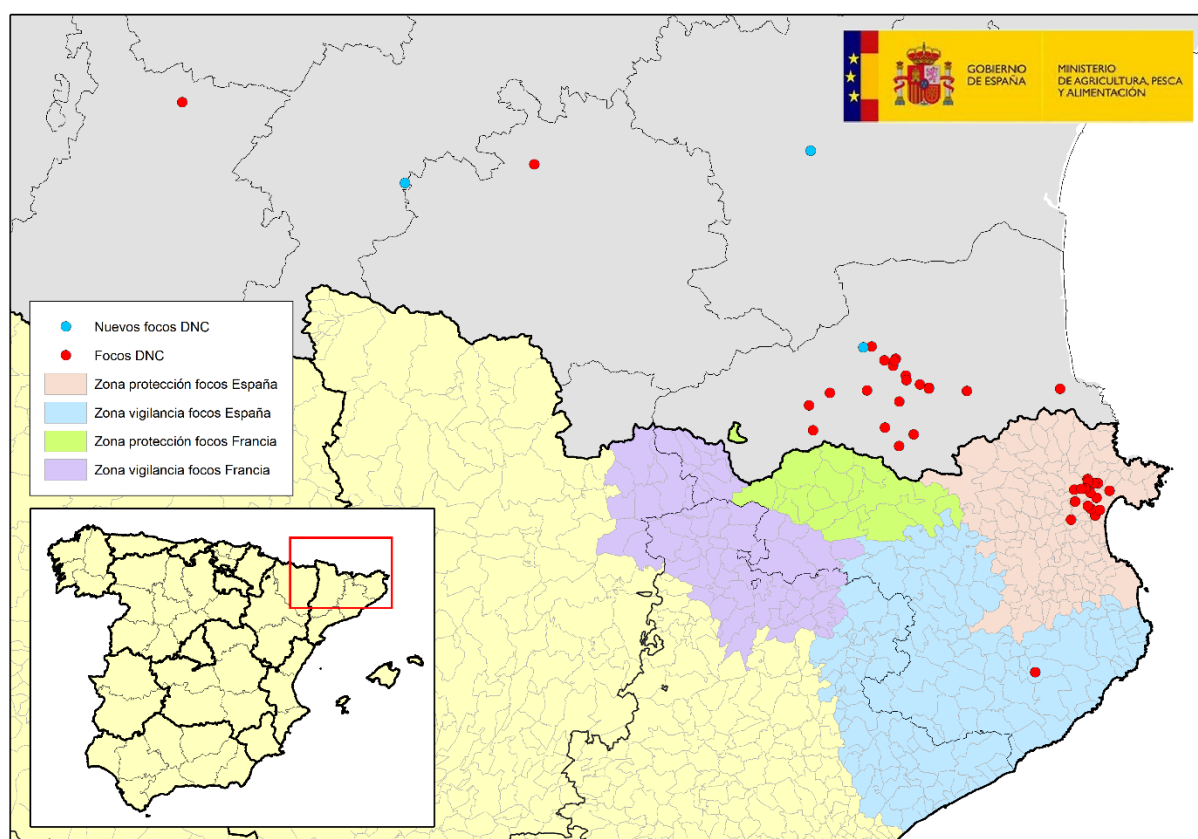 GOBIERNO
DE ESPAÑA
MINISTERIO
DE AGRICULTURA, PESCA
Y ALIMENTACIÓN
Nuevos focos DNC
Focos DNC
Zona protección focos España
Zona vigilancia focos España
Zona protección focos Francia
Zona vigilancia focos Francia